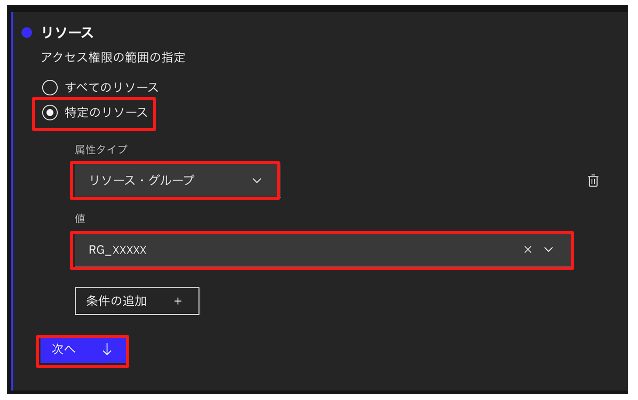 リソース
アクセス権限の範囲の指定
すべてのリソース
特定のリソース
属性タイプ
リソース・グループ
値
RG_XXXXX
条件の追加 +
次へ ↓